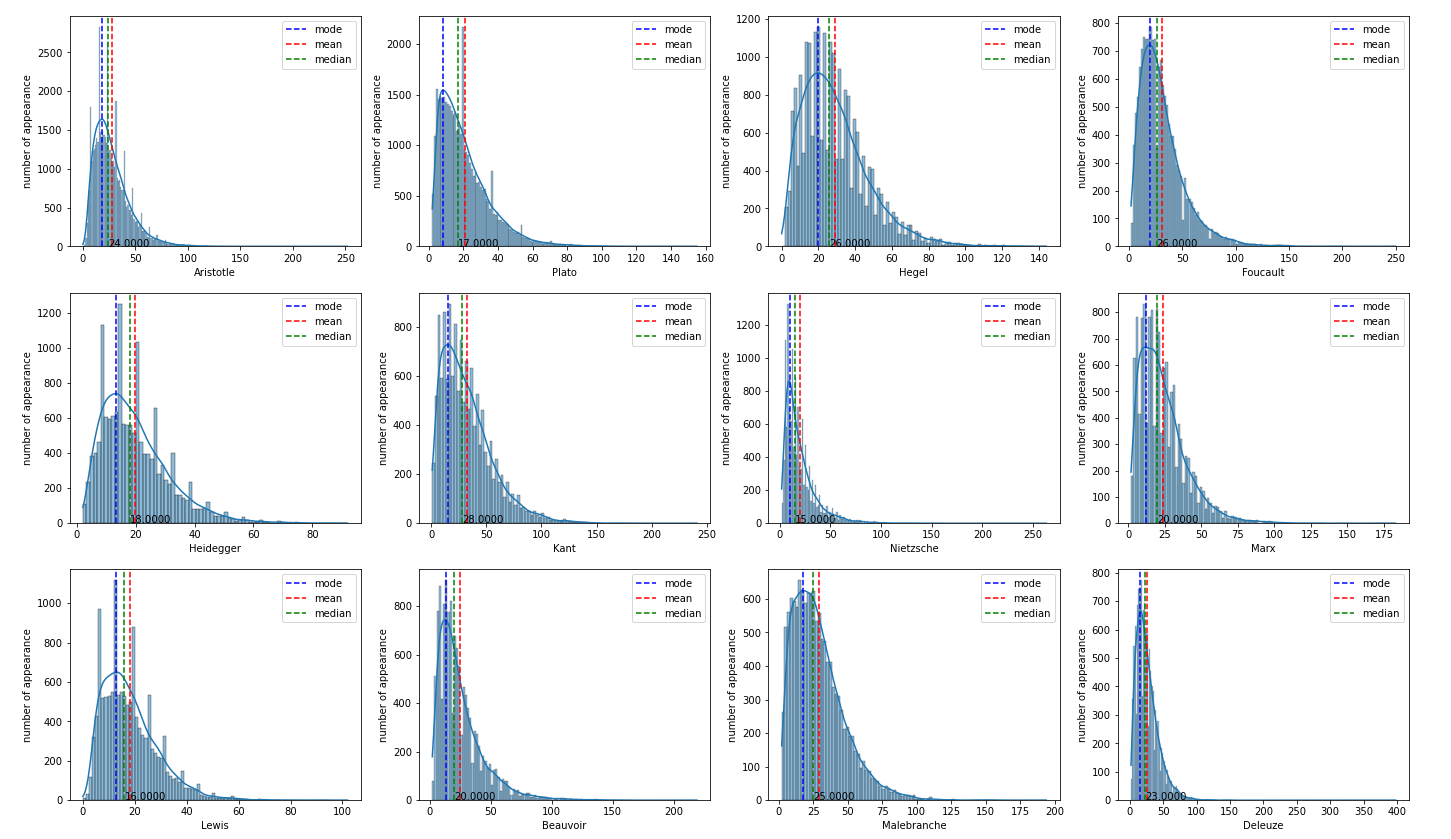 number of appearance
2500
2000
1500
1000
500
0
mode
mean
median
24.0000
0 50 100 150 200 250
Aristotle
number of appearance
2000
1500
1000
500
0
mode
mean
median
17.0000
0 20 40 60 80 100 120 140 160
Plato
number of appearance
1200
1000
800
600
400
200
0
mode
mean
median
26.0000
0 20 40 60 80 100 120 140
Hegel
number of appearance
800
700
600
500
400
300
200
100
0
mode
mean
median
26.0000
0 50 100 150 200 250
Foucault
number of appearance
1200
1000
800
600
400
200
0
mode
mean
median
18.0000
0 20 40 60 80
Heidegger
number of appearance
800
600
400
200
0
mode
mean
median
28.0000
0 50 100 150 200 250
Kant
number of appearance
1200
1000
800
600
400
200
0
mode
mean
median
15.0000
0 50 100 150 200 250
Nietzsche
number of appearance
800
700
600
500
400
300
200
100
0
mode
mean
median
20.0000
0 25 50 75 100 125 150 175
Marx
number of appearance
1000
800
600
400
200
0
mode
mean
median
16.0000
0 20 40 60 80 100
Lewis
number of appearance
800
600
400
200
0
mode
mean
median
20.0000
0 50 100 150 200
Beauvoir
number of appearance
600
500
400
300
200
100
0
mode
mean
median
25.0000
0 25 50 75 100 125 150 175 200
Malebranche
number of appearance
800
700
600
500
400
300
200
100
0
mode
mean
median
23.0000
0 50 100 150 200 250 300 350 400
Deleuze